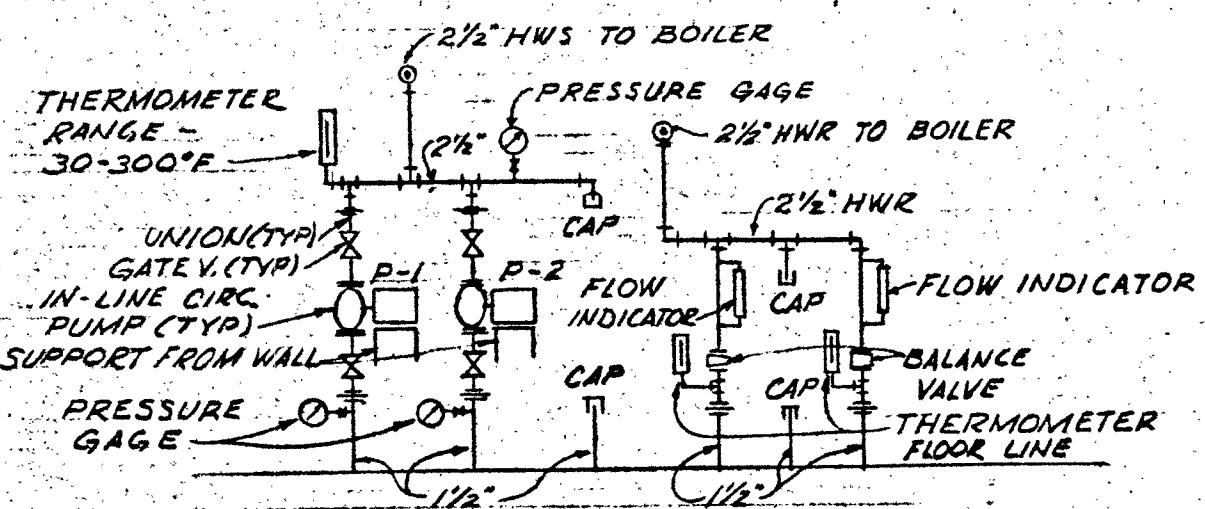 2½" HWS TO BOILER
THERMOMETER
RANGE -
30-300°F
PRESSURE GAGE
2½"
2½" HWR TO BOILER
CAP
2½" HWR
UNION (TYP)
GATE V. (TYP)
P-1
P-2
IN-LINE CIRC.
PUMP (TYP)
FLOW
INDICATOR
CAP
FLOW INDICATOR
SUPPORT FROM WALL
CAP
CAP
BALANCE
VALVE
PRESSURE
GAGE
THERMOMETER
FLOOR LINE
1½"
1½"